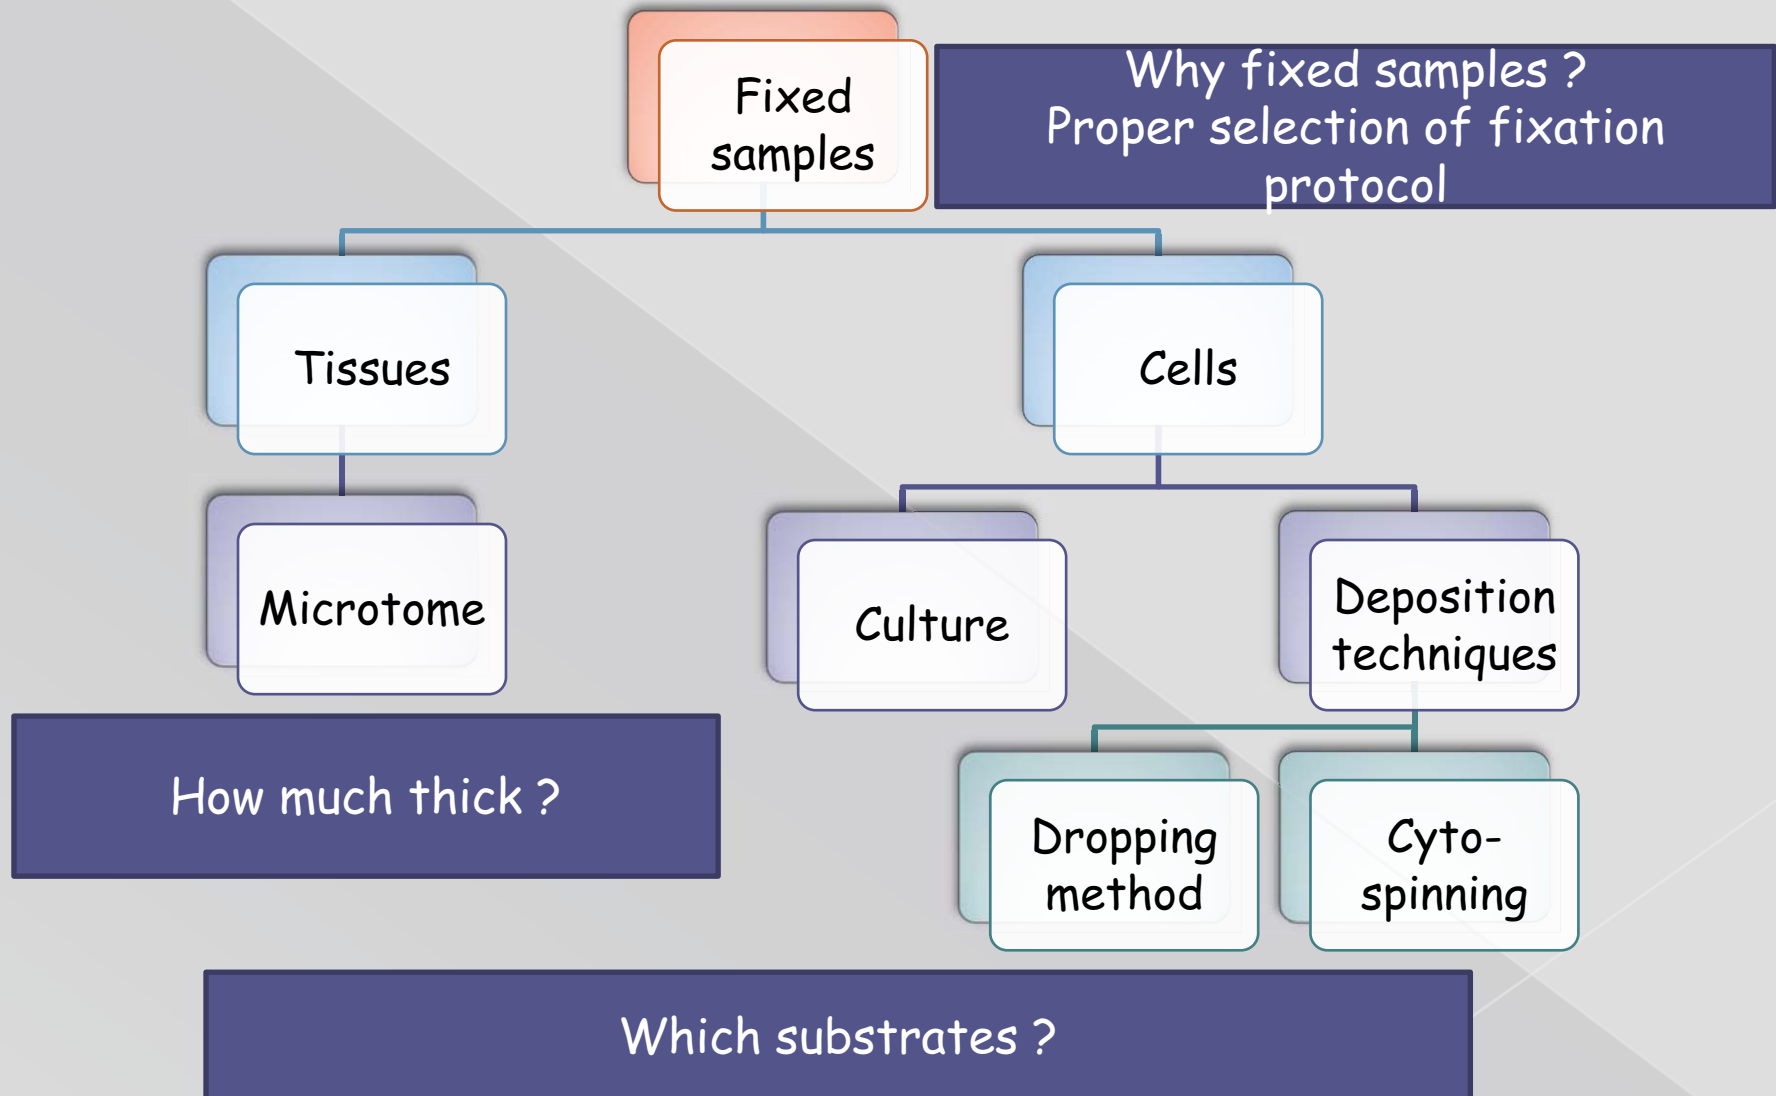 Fixed
samples
Why fixed samples ?
Proper selection of fixation
protocol
Tissues
Cells
Microtome
Culture
Deposition
techniques
How much thick ?
Dropping
method
Cyto-
spinning
Which substrates ?